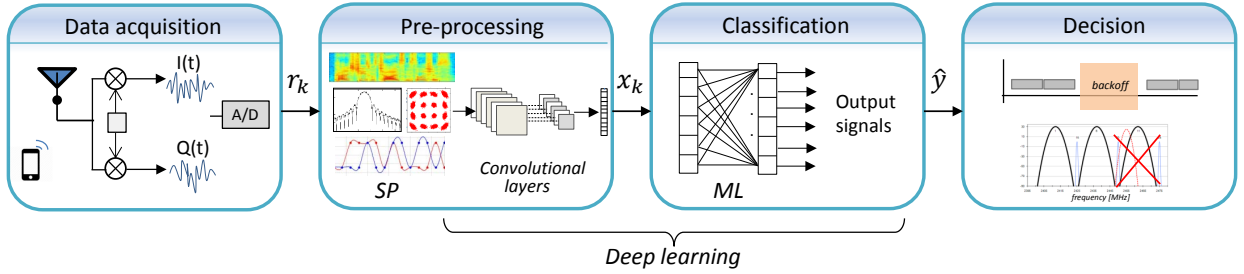 Data acquisition
I(t)
A/D
Q(t)
r_k
Pre-processing
SP
Convolutional
layers
x_k
Classification
ML
Output
signals
ŷ
Decision
backoff
frequency [MHz]
Deep learning